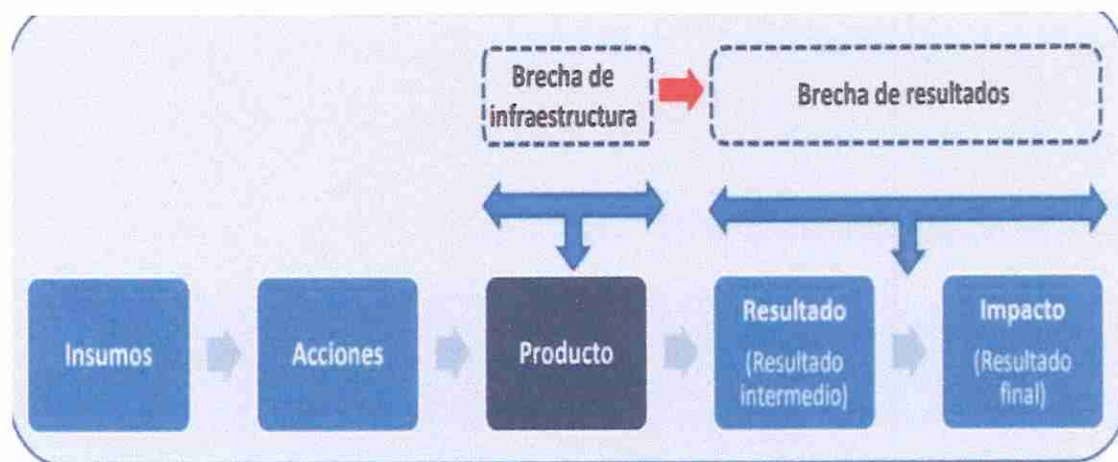 Brecha de
infraestructura
Brecha de resultados
Insumos
Acciones
Producto
Resultado
(Resultado
intermedio)
Impacto
(Resultado
final)